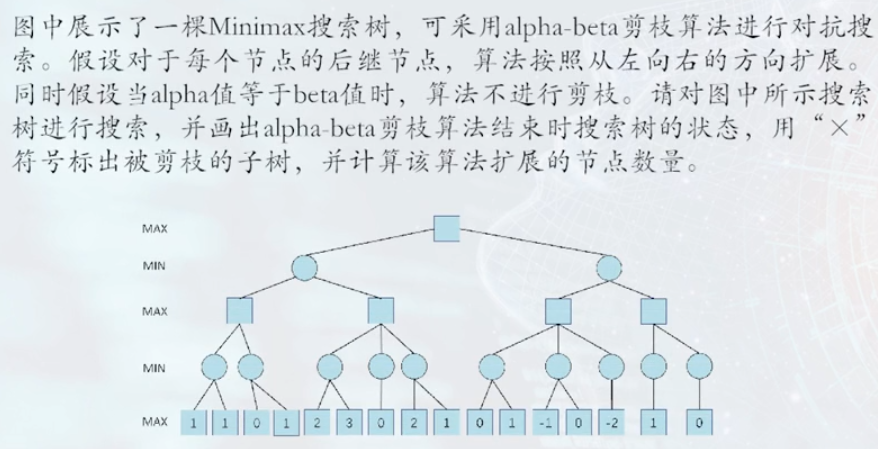 图中展示了一棵Minimax搜索树，可采用alpha-beta剪枝算法进行对抗搜
索。假设对于每个节点的后继节点，算法按照从左向右的方向扩展。
同时假设当alpha值等于beta值时，算法不进行剪枝。请对图中所示搜索
树进行搜索，并画出alpha-beta剪枝算法结束时搜索树的状态，用“×”
符号标出被剪枝的子树，并计算该算法扩展的节点数量。
MAX
MIN
MAX
MIN
MAX 1 1 0 1 2 3 0 2 1 0 1 -1 0 -2 1 0